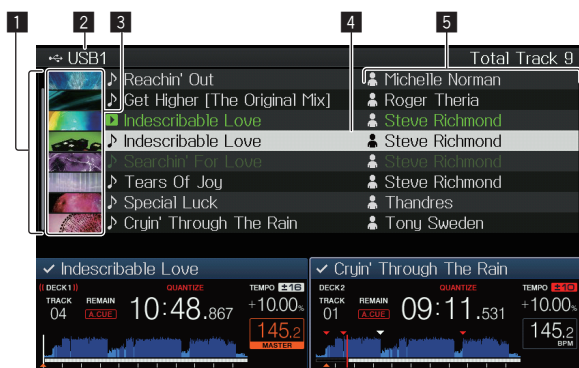 1 2 3 4 5
USB1 Total Track 9
Reachin' Out Michelle Norman
Get Higher [The Original Mix] Roger Theria
Indescribable Love Steve Richmond
Indescribable Love Steve Richmond
Searchin' For Love Steve Richmond
Tears Of Joy Steve Richmond
Special Luck Thandres
Cryin' Through The Rain Tony Sweden
✓ Indescribable Love
DECK1 QUANTIZE TEMPO ±16
TRACK REMAIN
04 A.CUE 10:48.867 +10.00%
145.2
MASTER
✓ Cryin' Through The Rain
DECK2 QUANTIZE TEMPO ±10
TRACK REMAIN
01 A.CUE 09:11.531 +10.00%
145.2
BPM